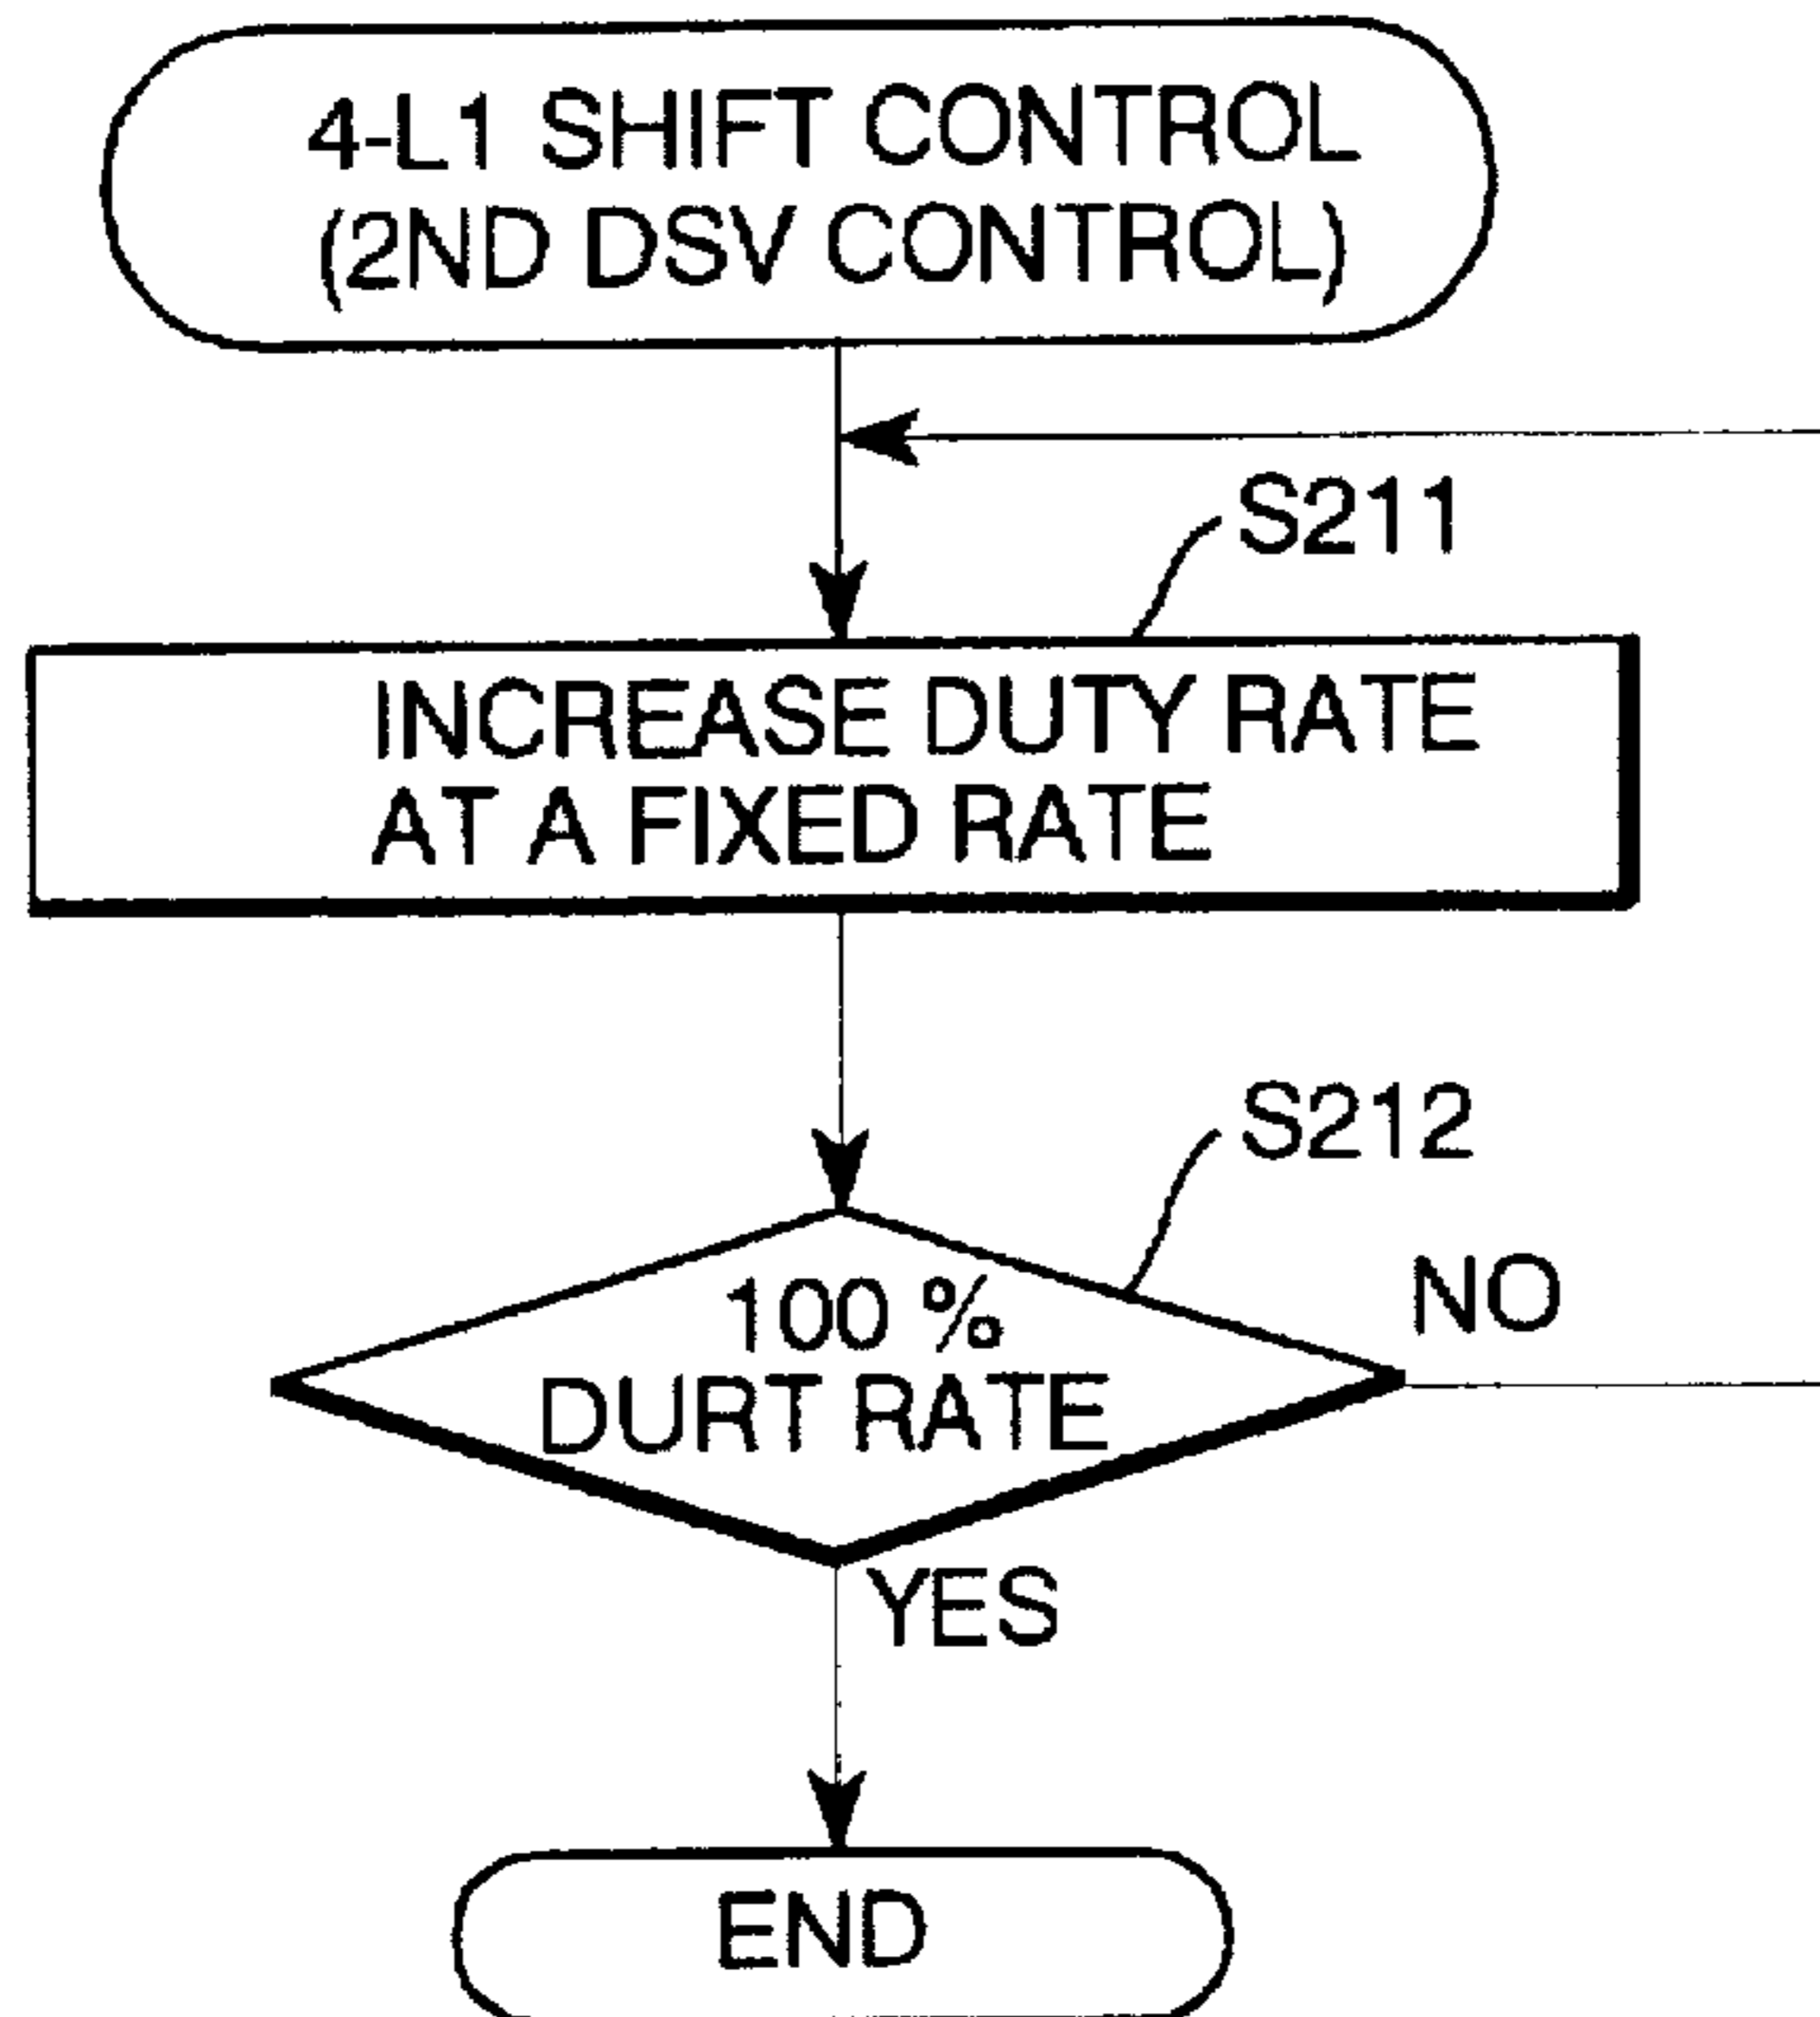 4-L1 SHIFT CONTROL
(2ND DSV CONTROL)
S211
INCREASE DUTY RATE
AT A FIXED RATE
S212
100 %
DURT RATE
NO
YES
END